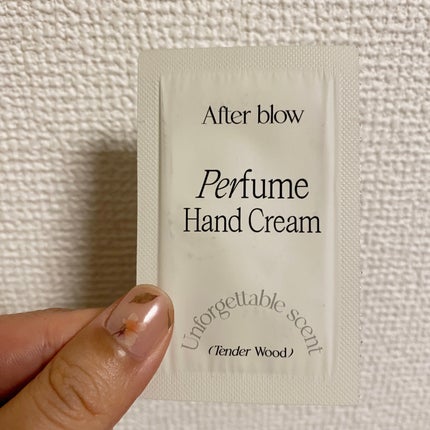 After blow
Perfume
Hand Cream
Unforgettable scent
(Tender Wood)